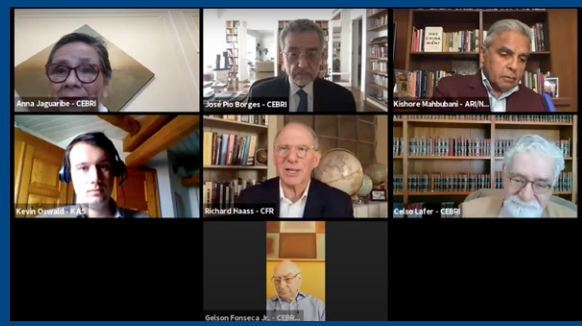 Anna Jaguaribe - CEBRI
José Pio Borges - CEBRI
Kishore Mahbubani - ARI/N...
Kevin Oswald - KAS
Richard Haass - CFR
Celso Lafer - CEBRI
Gelson Fonseca Jr. - CEBR...